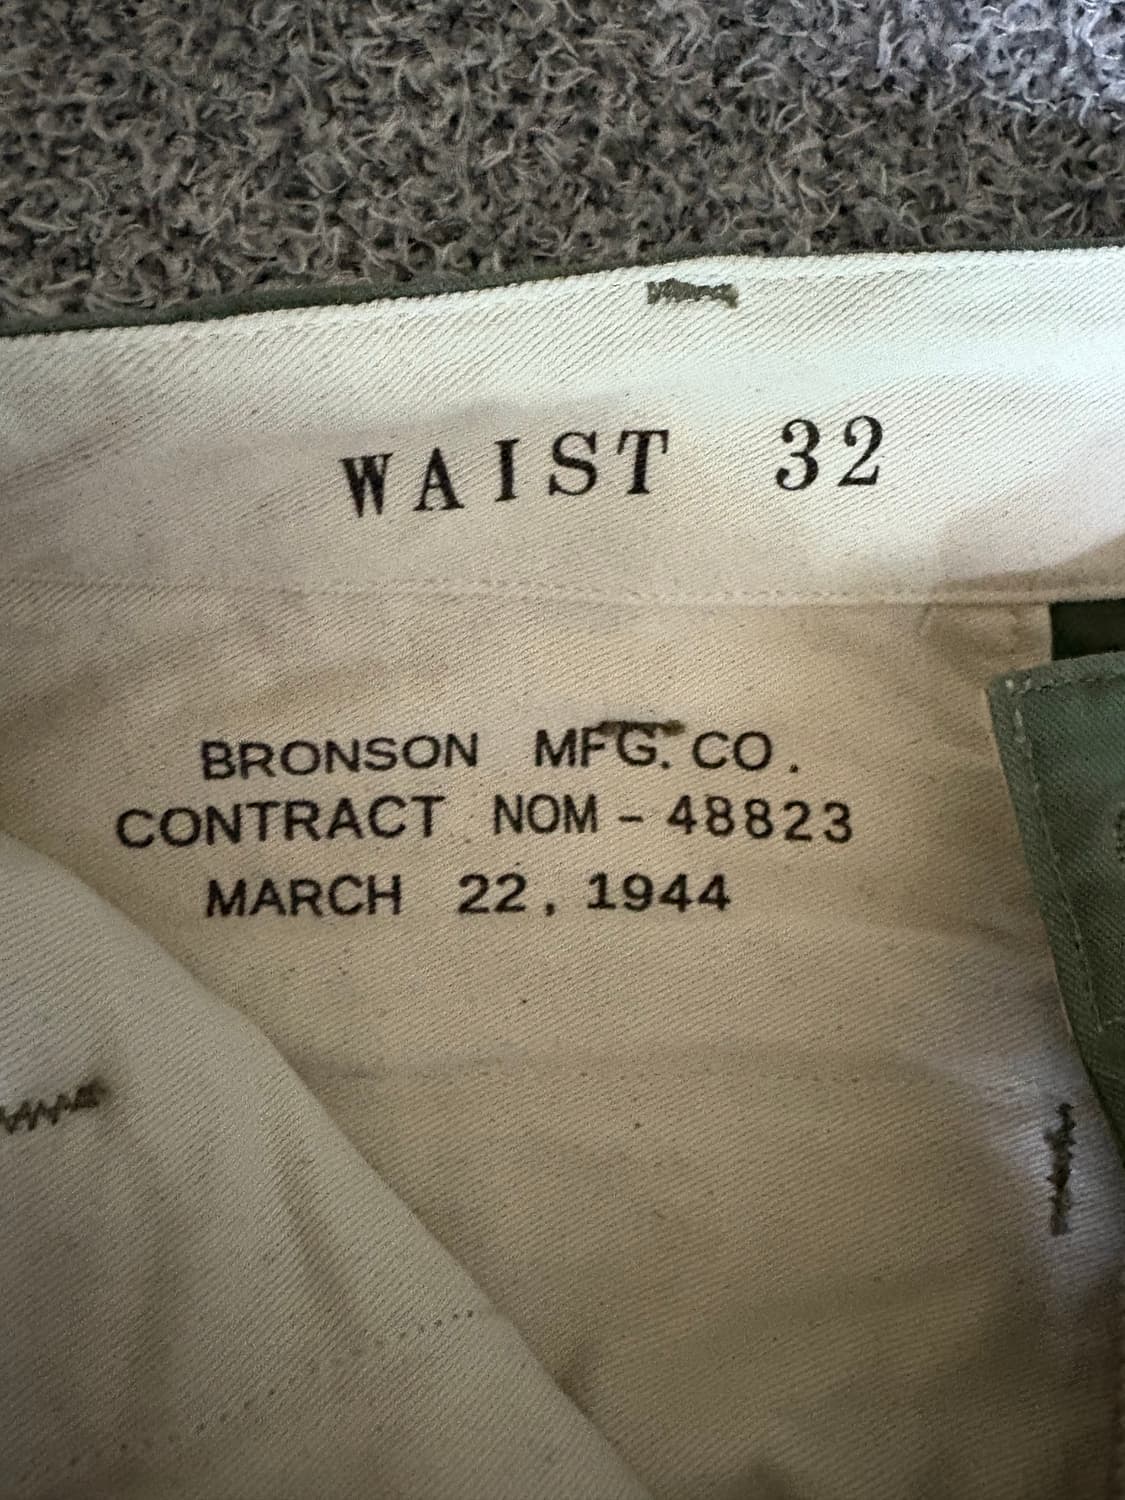 WAIST 32
BRONSON MFG. CO.
CONTRACT NOM - 48823
MARCH 22, 1944